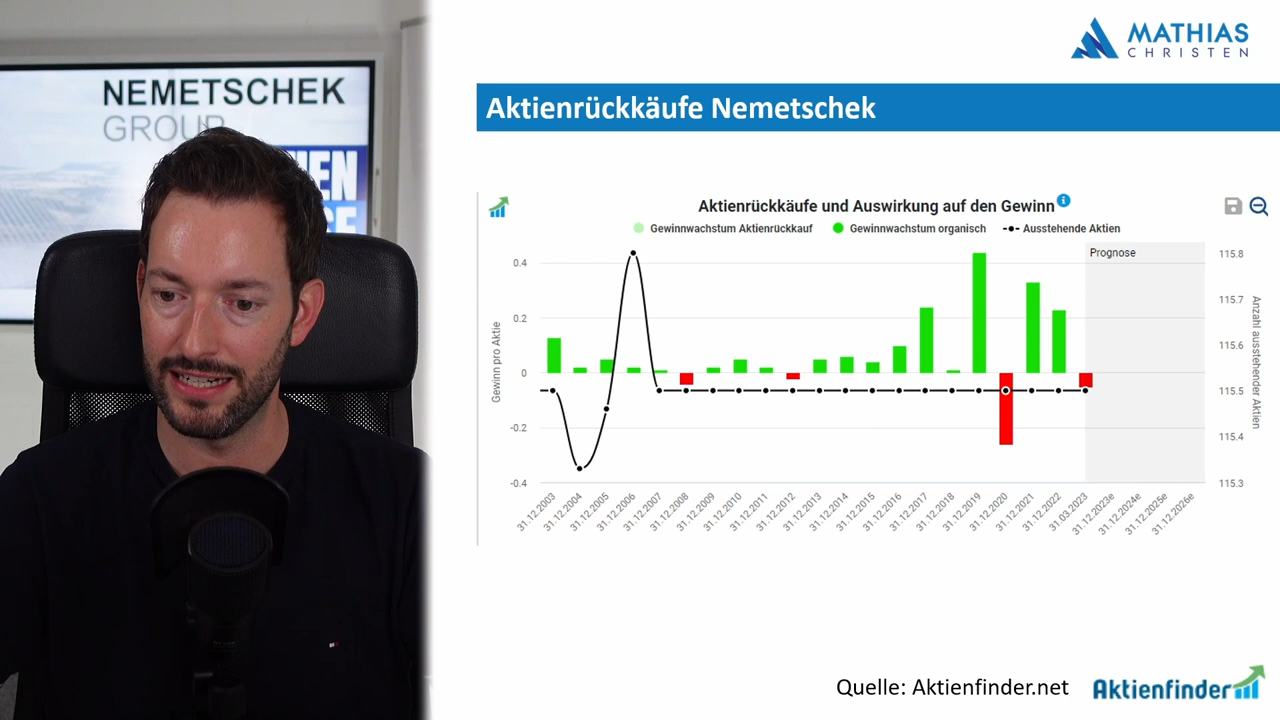 MATHIAS
CHRISTEN
NEMETSCHEK
GROUP
Aktienrückkäufe Nemetschek
Aktienrückkäufe und Auswirkung auf den Gewinn
i
Gewinnwachstum Aktienrückkauf
Gewinnwachstum organisch
Ausstehende Aktien
Prognose
Gewinn pro Aktie
0.4
0.2
0
-0.2
-0.4
115.8
115.7
115.6
115.5
115.4
115.3
Anzahl ausstehender Aktien
31.12.2003
31.12.2004
31.12.2005
31.12.2006
31.12.2007
31.12.2008
31.12.2009
31.12.2010
31.12.2011
31.12.2012
31.12.2013
31.12.2014
31.12.2015
31.12.2016
31.12.2017
31.12.2018
31.12.2019
31.12.2020
31.12.2021
31.12.2022
31.03.2023
31.12.2023e
31.12.2024e
31.12.2025e
31.12.2026e
Quelle: Aktienfinder.net
Aktienfinder